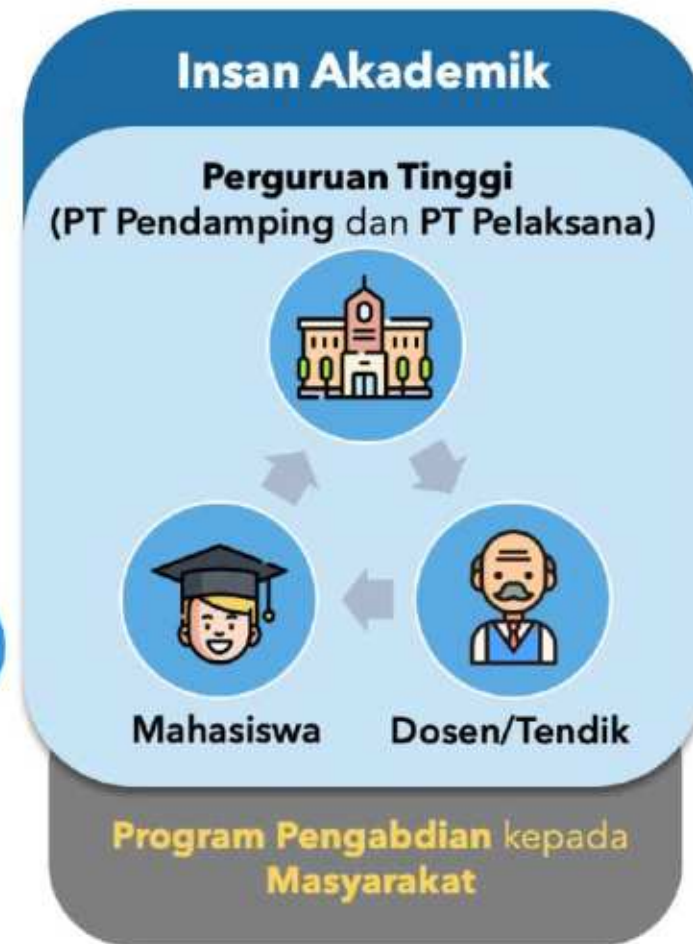 Insan Akademik
Perguruan Tinggi
(PT Pendamping dan PT Pelaksana)
Mahasiswa
Dosen/Tendik
Program Pengabdian kepada
Masyarakat